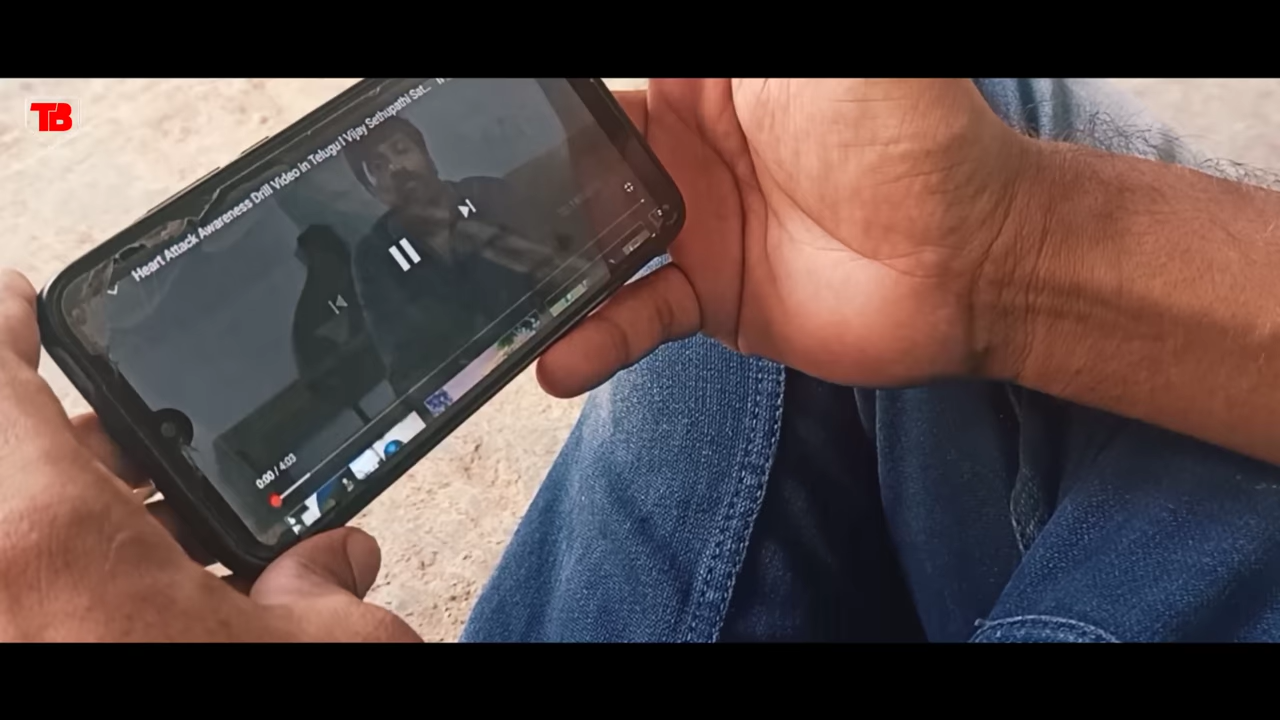 TB
Heart Attack Awareness Drill Video in Telugu I Vijay Sethupathi Sat...
0:00 / 4:03